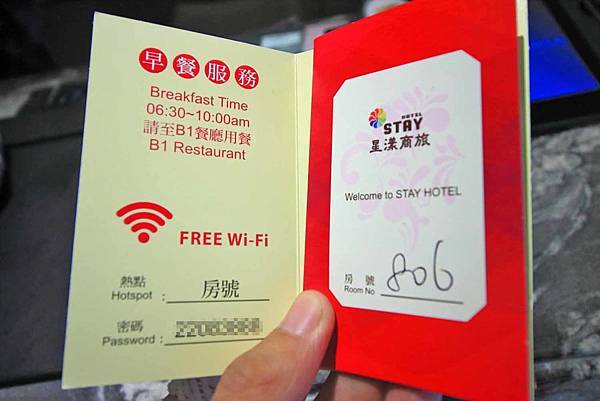 早餐服務
Breakfast Time
06:30~10:00am
請至B1餐廳用餐
B1 Restaurant
FREE Wi-Fi
熱點
Hotspot : 房號
密碼
Password :
HOTEL
STAY
星漾商旅
Welcome to STAY HOTEL
房號
Room No 806